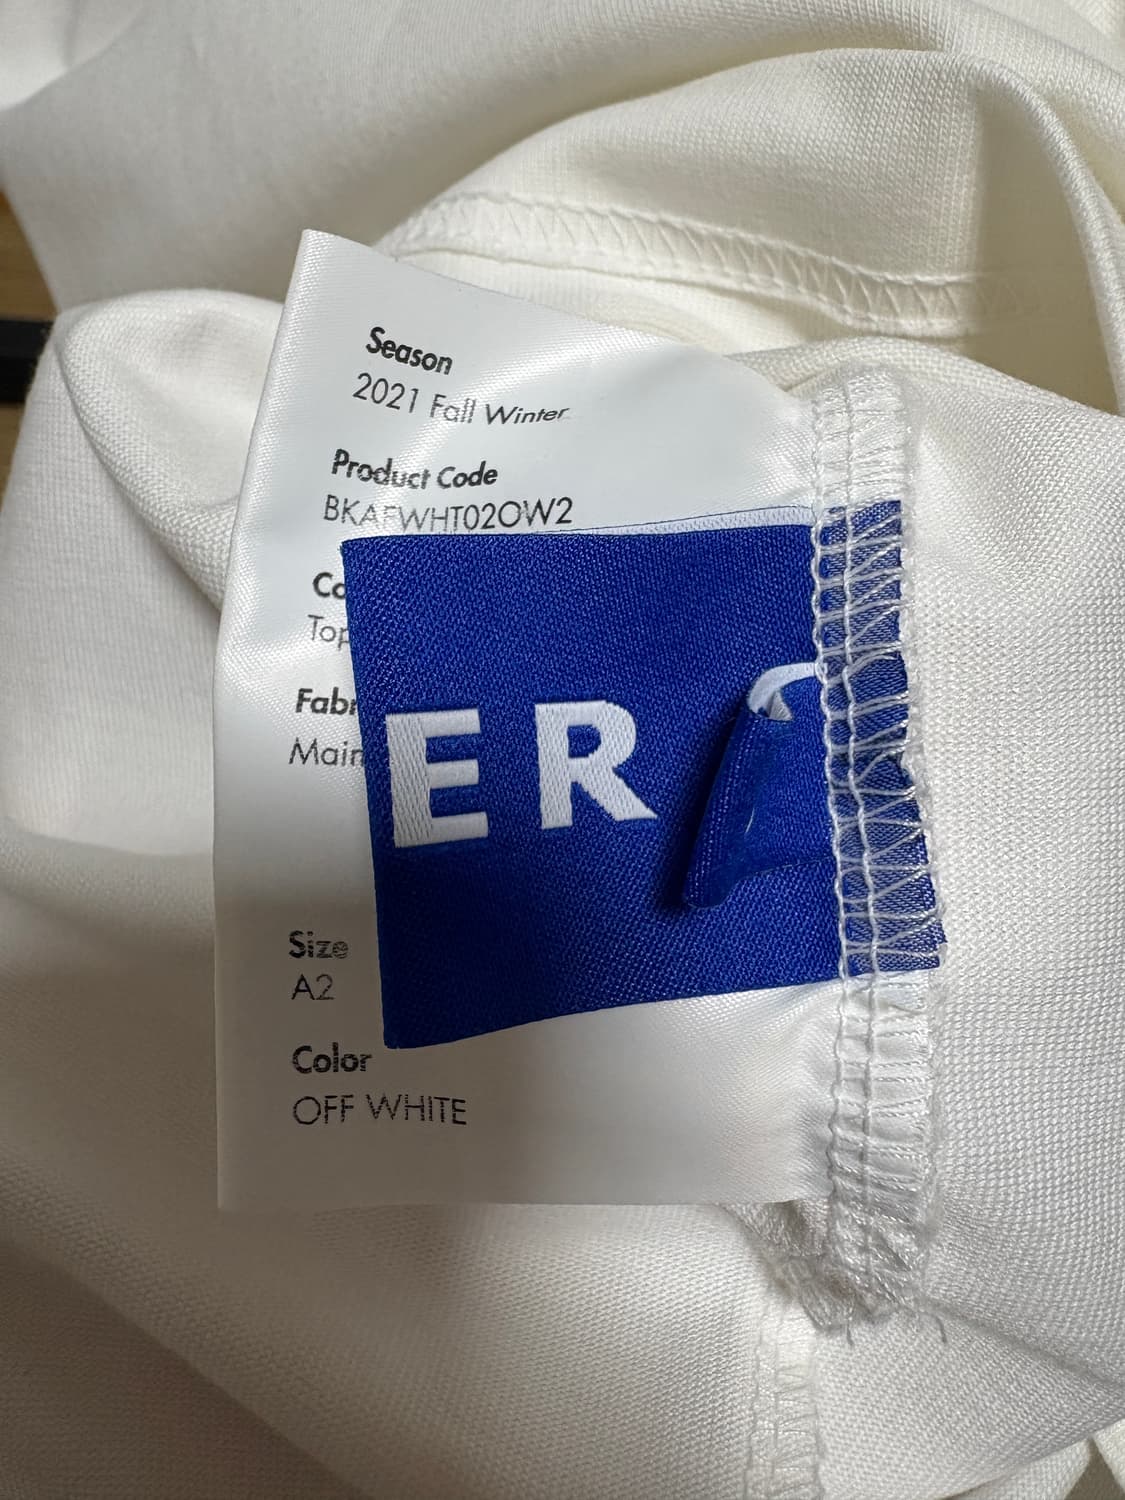 Season
2021 Fall Winter
Product Code
BKAFWHT02OW2
Co
Top
Fabr
Main
ER
Size
A2
Color
OFF WHITE